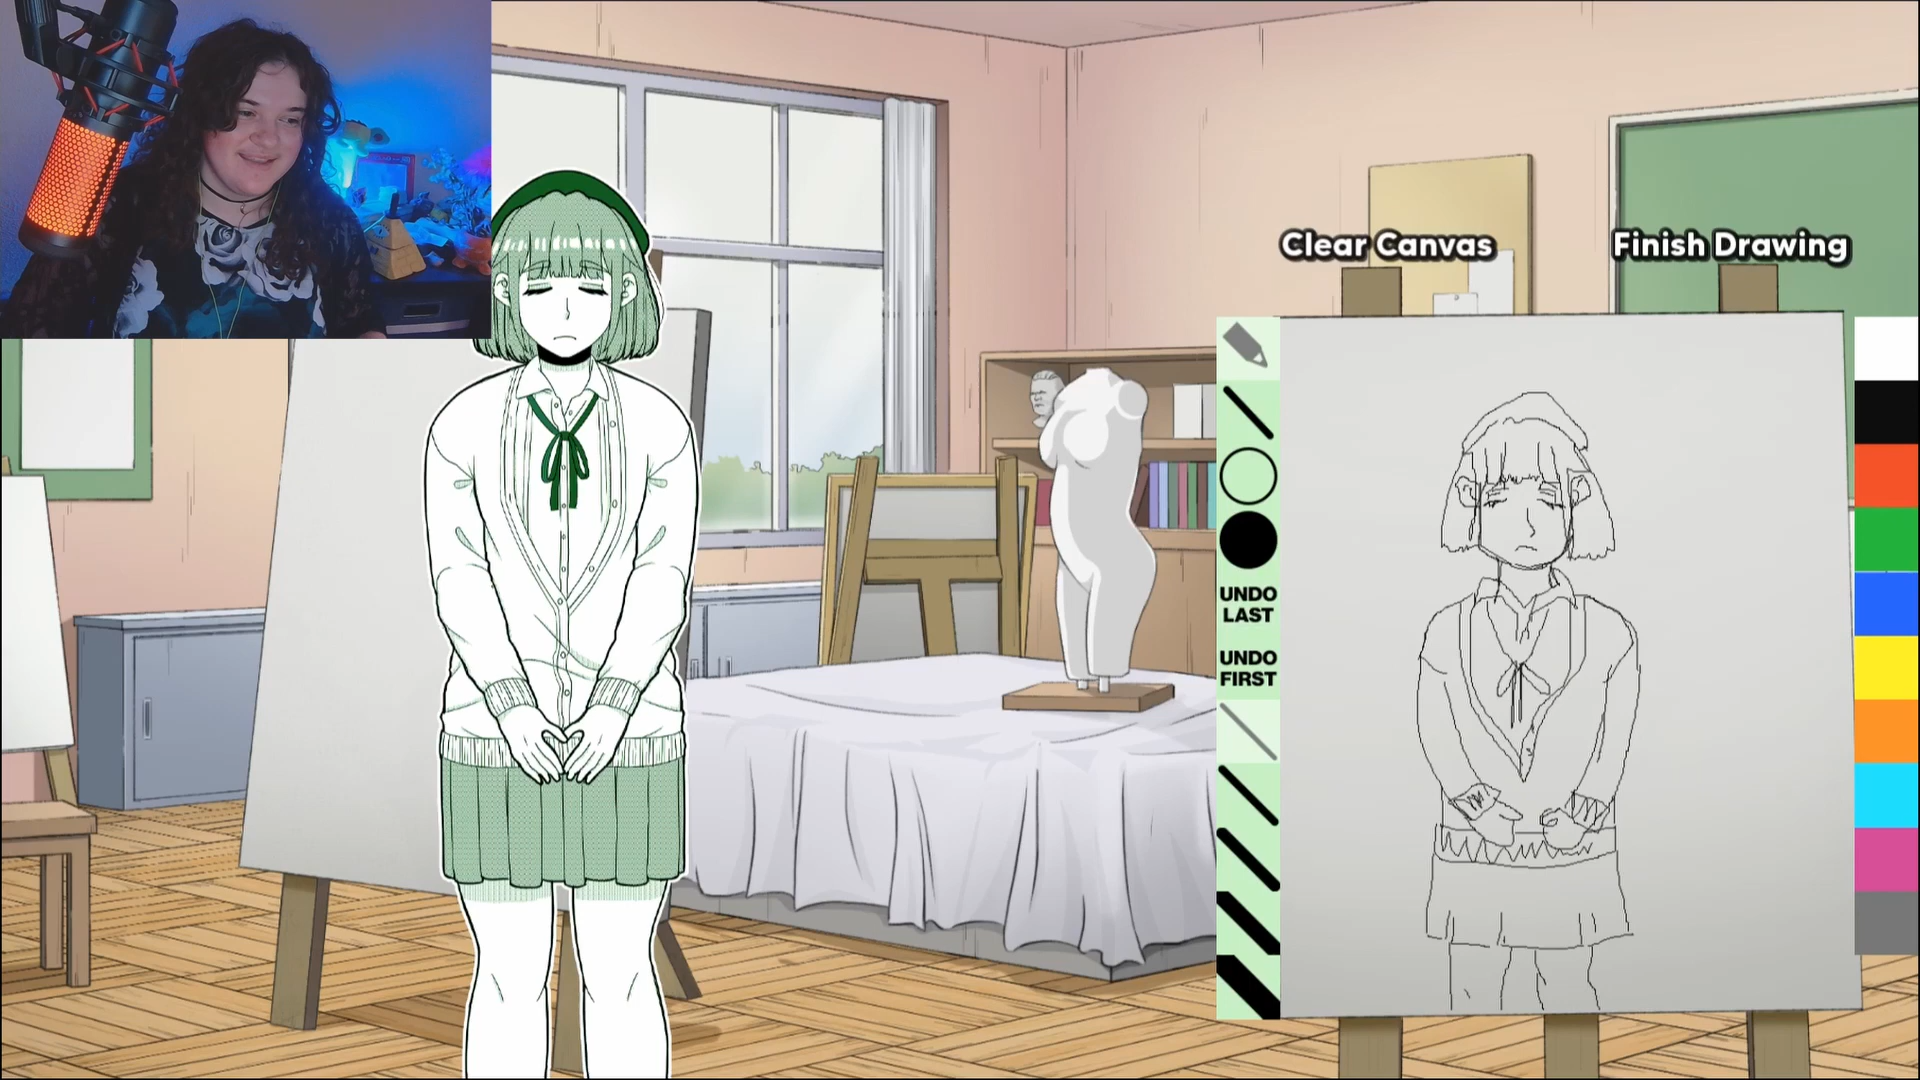 Clear Canvas
Finish Drawing
UNDO
LAST
UNDO
FIRST